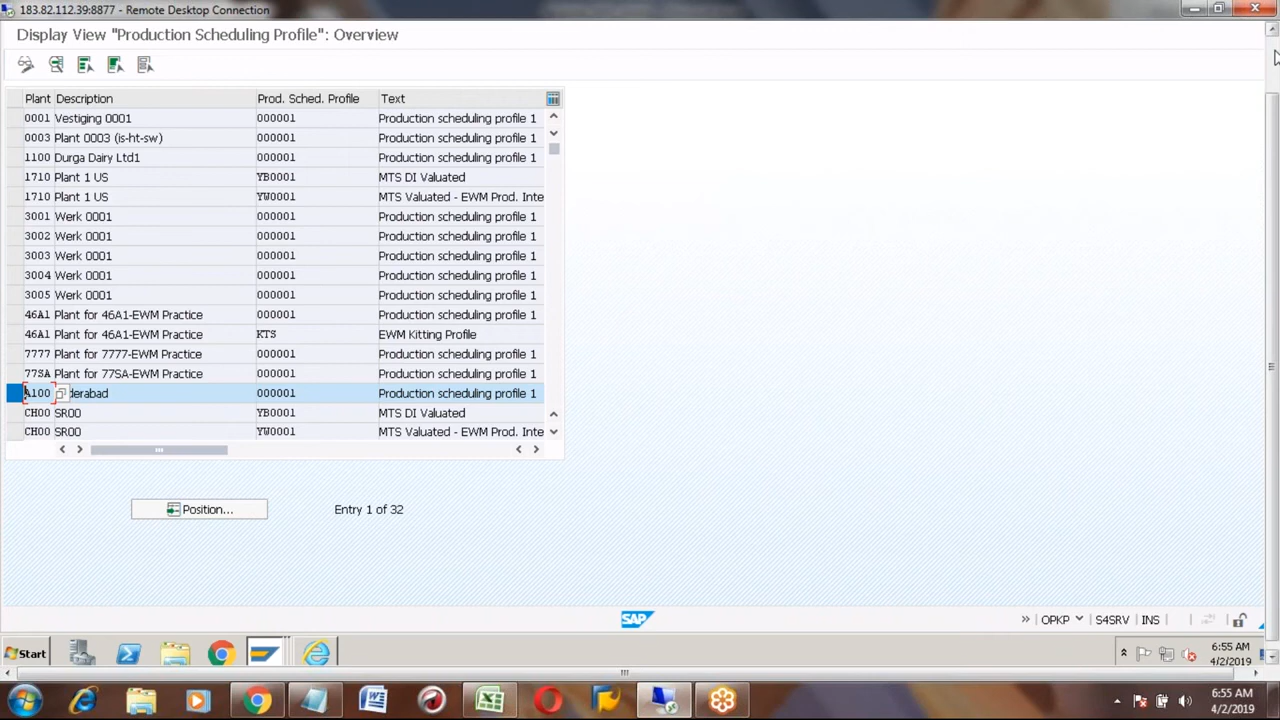 183.82.112.39:8877 - Remote Desktop Connection
Display View "Production Scheduling Profile": Overview
Plant Description Prod. Sched. Profile Text
0001 Vestiging 0001 000001 Production scheduling profile 1
0003 Plant 0003 (is-ht-sw) 000001 Production scheduling profile 1
1100 Durga Dairy Ltd1 000001 Production scheduling profile 1
1710 Plant 1 US YB0001 MTS DI Valuated
1710 Plant 1 US YW0001 MTS Valuated - EWM Prod. Inte
3001 Werk 0001 000001 Production scheduling profile 1
3002 Werk 0001 000001 Production scheduling profile 1
3003 Werk 0001 000001 Production scheduling profile 1
3004 Werk 0001 000001 Production scheduling profile 1
3005 Werk 0001 000001 Production scheduling profile 1
46A1 Plant for 46A1-EWM Practice 000001 Production scheduling profile 1
46A1 Plant for 46A1-EWM Practice KTS EWM Kitting Profile
7777 Plant for 7777-EWM Practice 000001 Production scheduling profile 1
77SA Plant for 77SA-EWM Practice 000001 Production scheduling profile 1
A100 derabad 000001 Production scheduling profile 1
CH00 SR00 YB0001 MTS DI Valuated
CH00 SR00 YW0001 MTS Valuated - EWM Prod. Inte
Position... Entry 1 of 32
SAP
OPKP S4SRV INS
Start
6:55 AM
4/2/2019
6:55 AM
4/2/2019